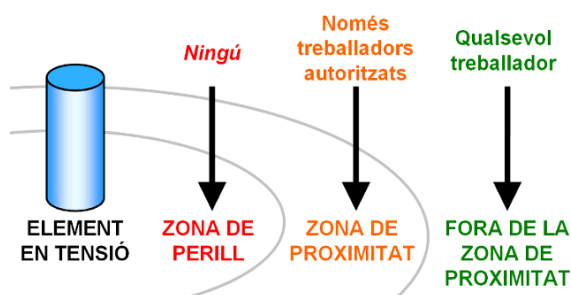 Ningú
Només
treballadors
autoritzats
Qualsevol
treballador
ELEMENT
EN TENSIÓ
ZONA DE
PERILL
ZONA DE
PROXIMITAT
FORA DE LA
ZONA DE
PROXIMITAT